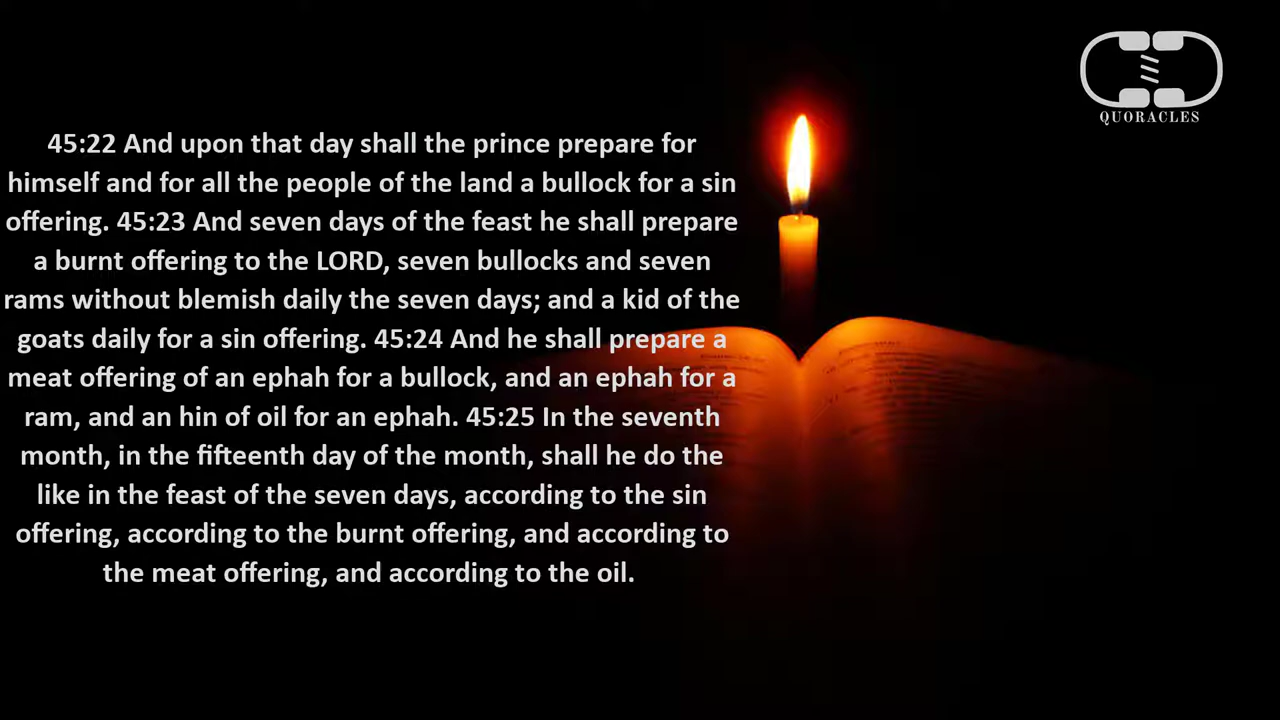 QUORACLES
45:22 And upon that day shall the prince prepare for
himself and for all the people of the land a bullock for a sin
offering. 45:23 And seven days of the feast he shall prepare
a burnt offering to the LORD, seven bullocks and seven
rams without blemish daily the seven days; and a kid of the
goats daily for a sin offering. 45:24 And he shall prepare a
meat offering of an ephah for a bullock, and an ephah for a
ram, and an hin of oil for an ephah. 45:25 In the seventh
month, in the fifteenth day of the month, shall he do the
like in the feast of the seven days, according to the sin
offering, according to the burnt offering, and according to
the meat offering, and according to the oil.